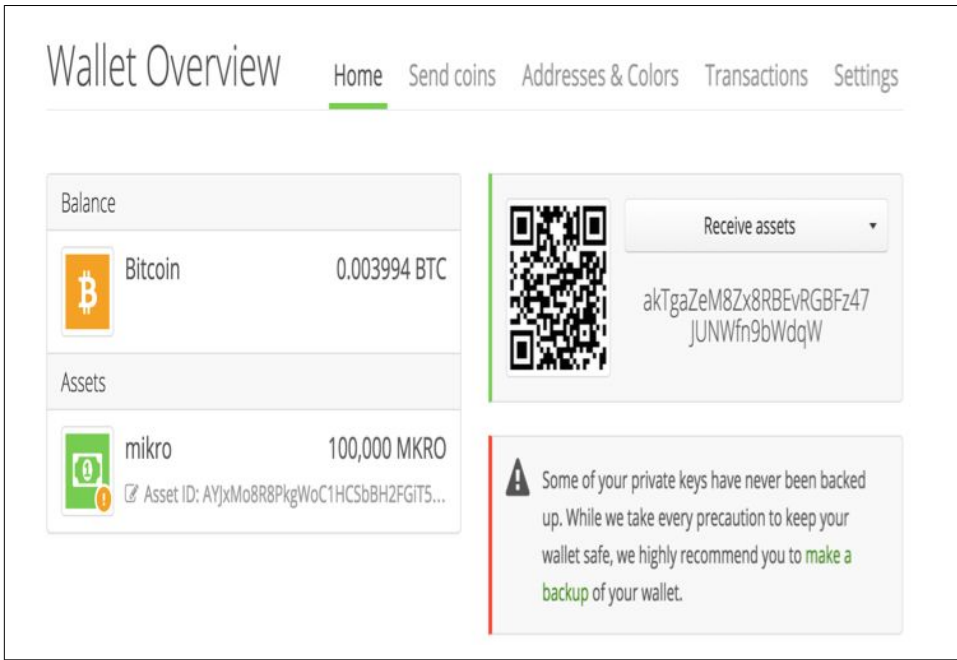 Wallet Overview
Home Send coins Addresses & Colors Transactions Settings
Balance
Bitcoin 0.003994 BTC
Assets
mikro 100,000 MKRO
Asset ID: AYJxMo8R8PkgWoC1HCSbBH2FGiT5...
Receive assets
akTgaZeM8Zx8RBEvRGBFz47
JUNWfn9bWdqW
Some of your private keys have never been backed
up. While we take every precaution to keep your
wallet safe, we highly recommend you to make a
backup of your wallet.